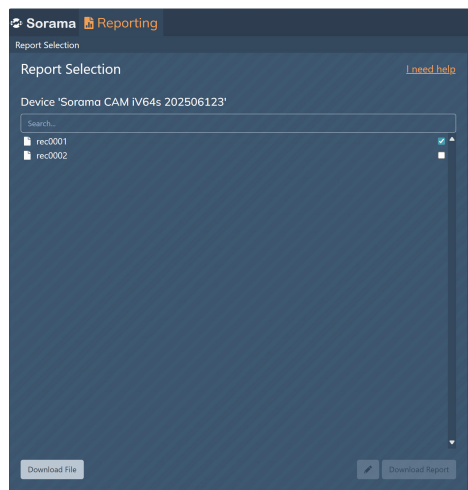 Sorama Reporting
Report Selection
Report Selection I need help
Device 'Sorama CAM iV64s 202506123'
Search...
rec0001
rec0002
Download File Download Report